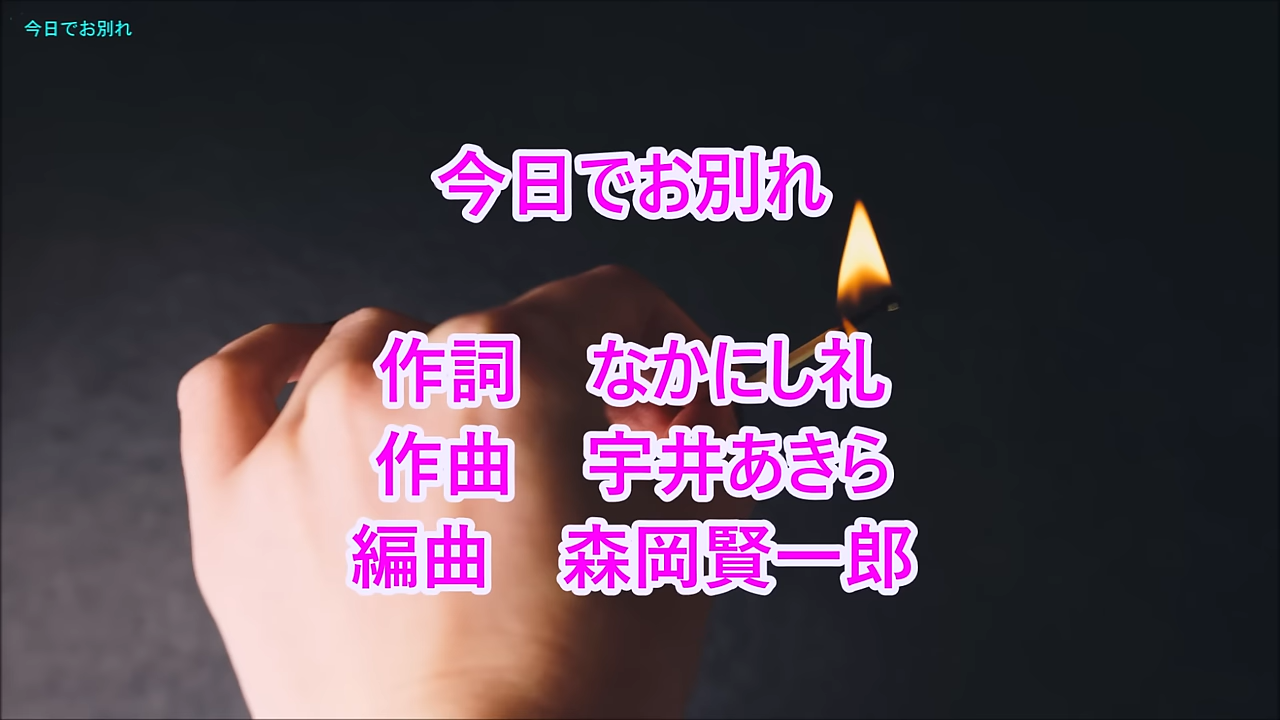 今日でお別れ
今日でお別れ
作詞　なかにし礼
作曲　宇井あきら
編曲　森岡賢一郎